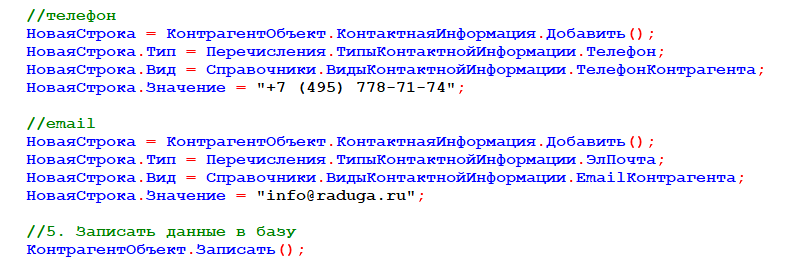 //телефон
НоваяСтрока = КонтрагентОбъект.КонтактнаяИнформация.Добавить();
НоваяСтрока.Тип = Перечисления.ТипыКонтактнойИнформации.Телефон;
НоваяСтрока.Вид = Справочники.ВидыКонтактнойИнформации.ТелефонКонтрагента;
НоваяСтрока.Значение = "+7 (495) 778-71-74";
//email
НоваяСтрока = КонтрагентОбъект.КонтактнаяИнформация.Добавить();
НоваяСтрока.Тип = Перечисления.ТипыКонтактнойИнформации.ЭлПочта;
НоваяСтрока.Вид = Справочники.ВидыКонтактнойИнформации.EmailКонтрагента;
НоваяСтрока.Значение = "info@raduga.ru";
//5. Записать данные в базу
КонтрагентОбъект.Записать();